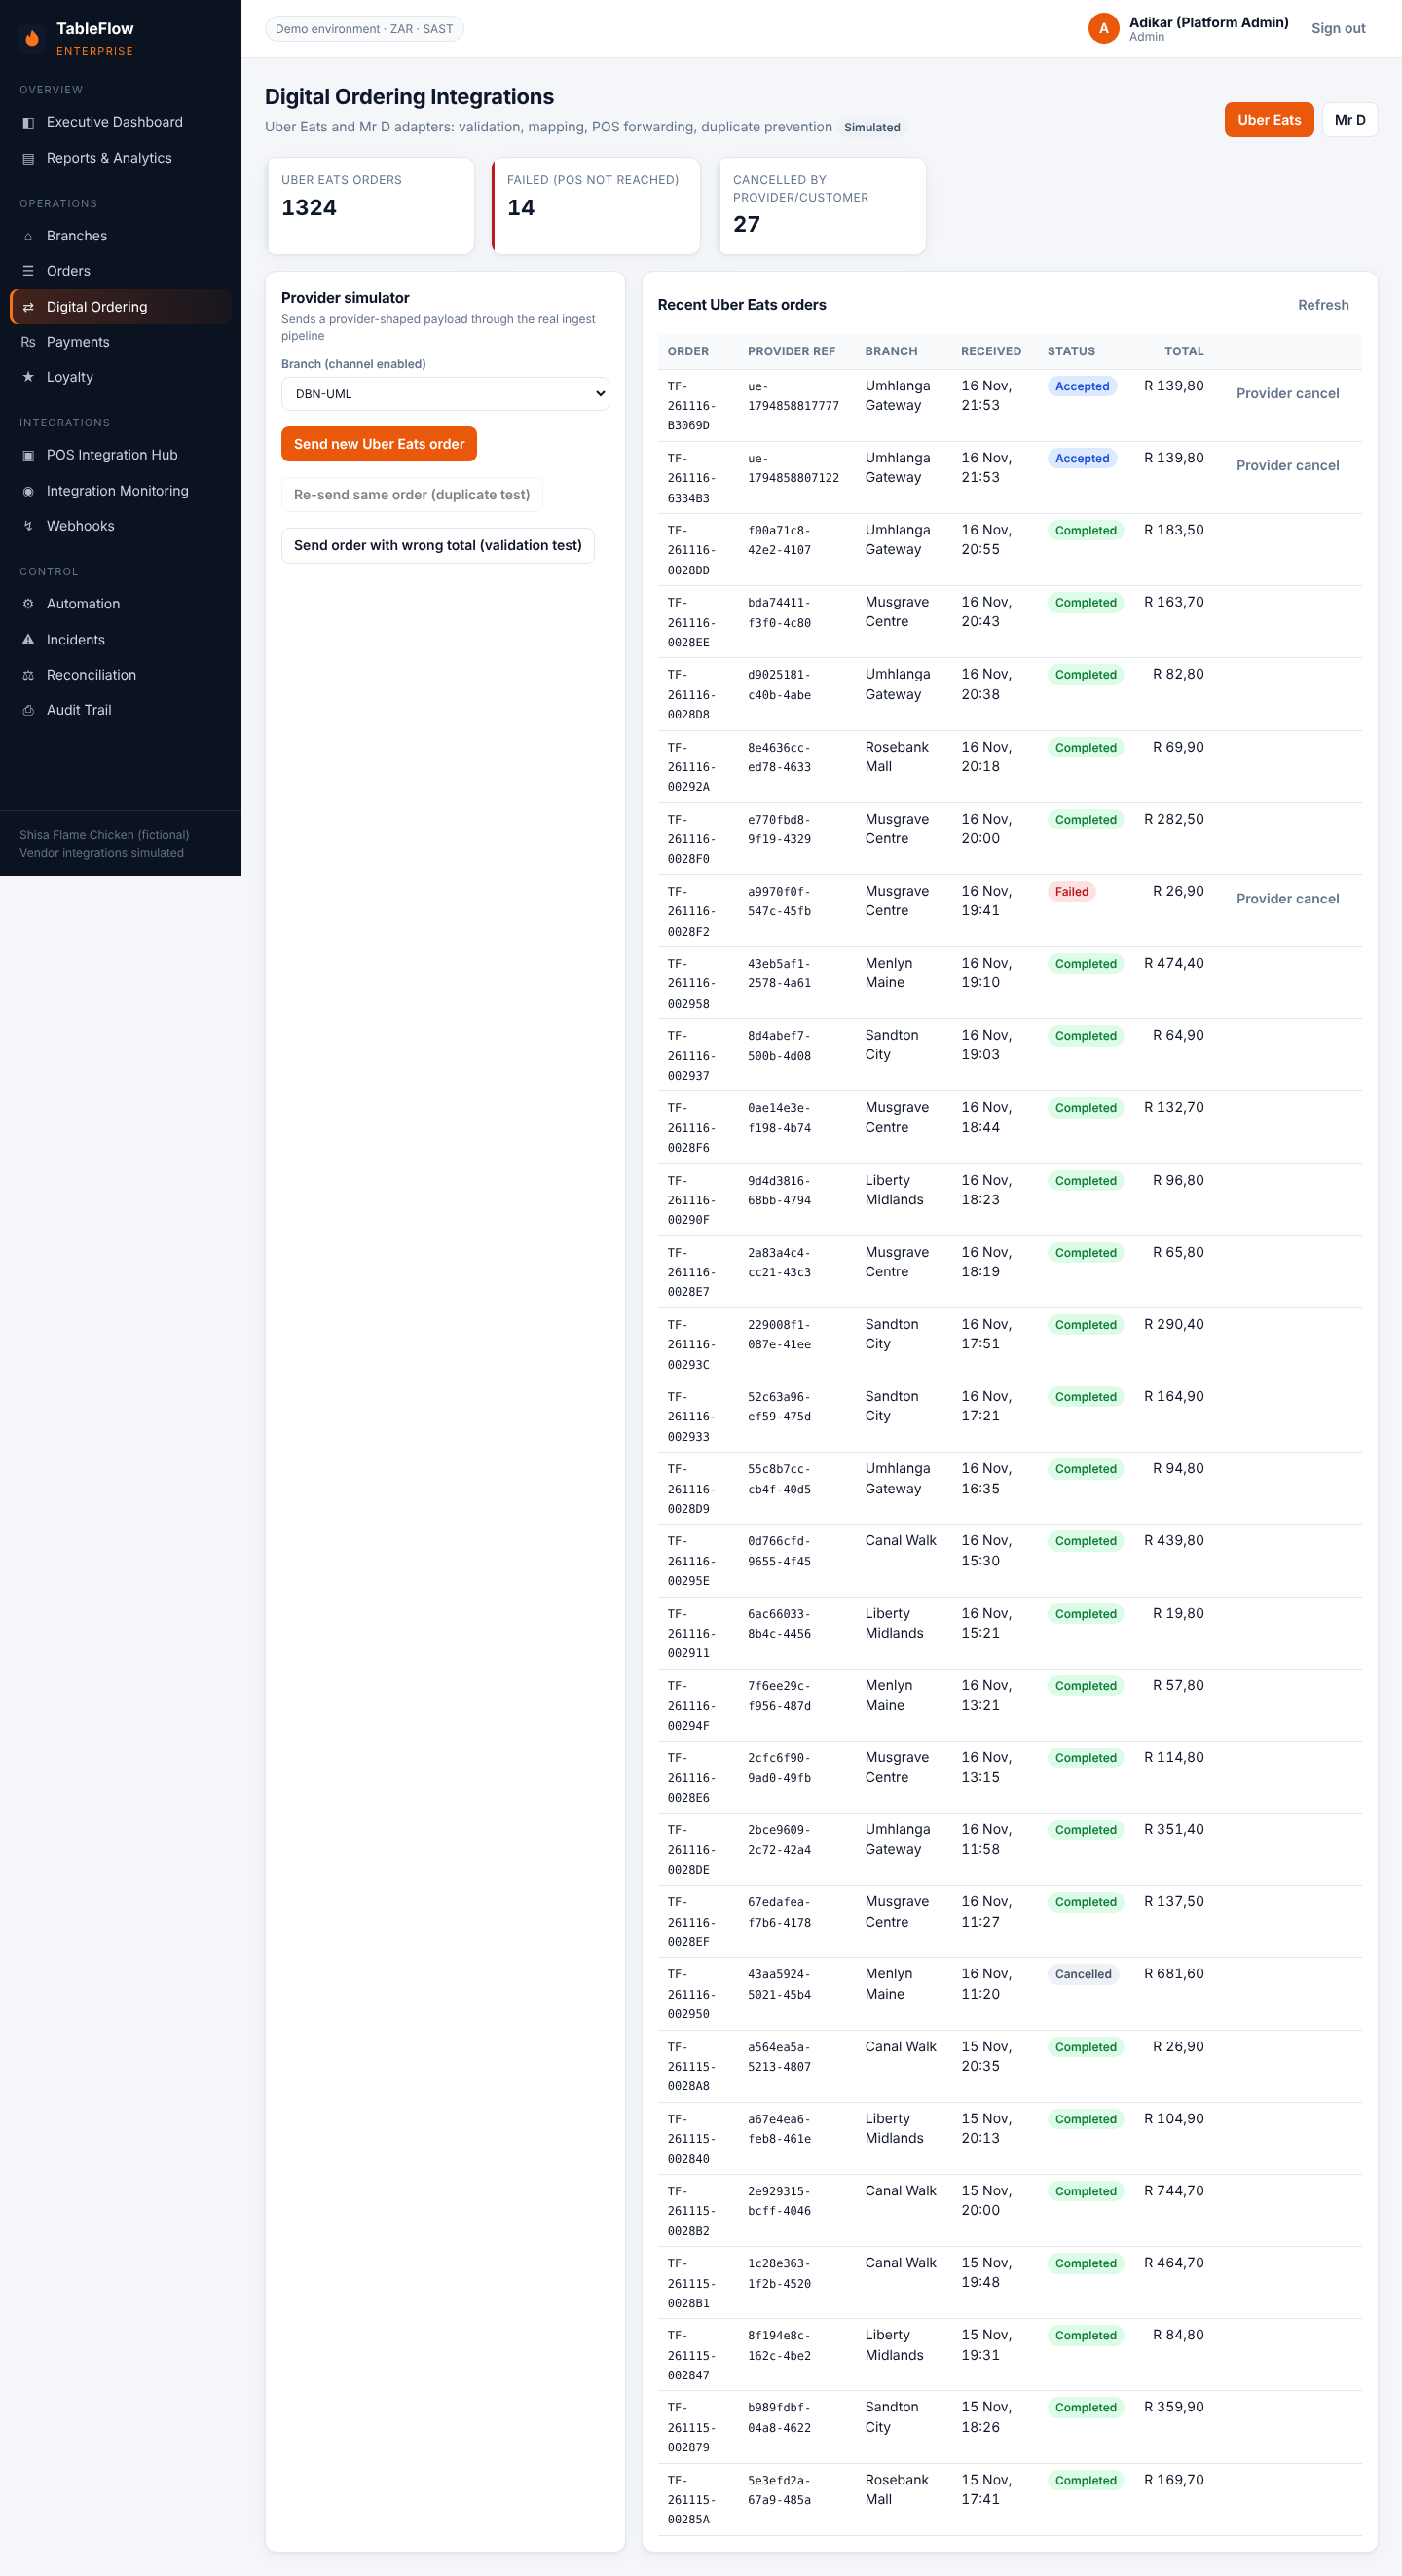 TableFlow
ENTERPRISE
OVERVIEW
Executive Dashboard
Reports & Analytics
OPERATIONS
Branches
Orders
Digital Ordering
Payments
Loyalty
INTEGRATIONS
POS Integration Hub
Integration Monitoring
Webhooks
CONTROL
Automation
Incidents
Reconciliation
Audit Trail
Shisa Flame Chicken (fictional)
Vendor integrations simulated
Demo environment · ZAR · SAST
A
Adikar (Platform Admin)
Admin
Sign out
Digital Ordering Integrations
Uber Eats and Mr D adapters: validation, mapping, POS forwarding, duplicate prevention Simulated
Uber Eats
Mr D
UBER EATS ORDERS
1324
FAILED (POS NOT REACHED)
14
CANCELLED BY
PROVIDER/CUSTOMER
27
Provider simulator
Sends a provider-shaped payload through the real ingest
pipeline
Branch (channel enabled)
DBN-UML
Send new Uber Eats order
Re-send same order (duplicate test)
Send order with wrong total (validation test)
Recent Uber Eats orders
Refresh
ORDER PROVIDER REF BRANCH RECEIVED STATUS TOTAL
TF- ue- Umhlanga 16 Nov, Accepted R 139,80 Provider cancel
261116- 1794858817777 Gateway 21:53
B3069D
TF- ue- Umhlanga 16 Nov, Accepted R 139,80 Provider cancel
261116- 1794858807122 Gateway 21:53
6334B3
TF- f00a71c8- Umhlanga 16 Nov, Completed R 183,50
261116- 42e2-4107 Gateway 20:55
0028DD
TF- bda74411- Musgrave 16 Nov, Completed R 163,70
261116- f3f0-4c80 Centre 20:43
0028EE
TF- d9025181- Umhlanga 16 Nov, Completed R 82,80
261116- c40b-4abe Gateway 20:38
0028D8
TF- 8e4636cc- Rosebank 16 Nov, Completed R 69,90
261116- ed78-4633 Mall 20:18
00292A
TF- e770fbd8- Musgrave 16 Nov, Completed R 282,50
261116- 9f19-4329 Centre 20:00
0028F0
TF- a9970f0f- Musgrave 16 Nov, Failed R 26,90 Provider cancel
261116- 547c-45fb Centre 19:41
0028F2
TF- 43eb5af1- Menlyn 16 Nov, Completed R 474,40
261116- 2578-4a61 Maine 19:10
002958
TF- 8d4abef7- Sandton 16 Nov, Completed R 64,90
261116- 500b-4d08 City 19:03
002937
TF- 0ae14e3e- Musgrave 16 Nov, Completed R 132,70
261116- f198-4b74 Centre 18:44
0028F6
TF- 9d4d3816- Liberty 16 Nov, Completed R 96,80
261116- 68bb-4794 Midlands 18:23
00290F
TF- 2a83a4c4- Musgrave 16 Nov, Completed R 65,80
261116- cc21-43c3 Centre 18:19
0028E7
TF- 229008f1- Sandton 16 Nov, Completed R 290,40
261116- 087e-41ee City 17:51
00293C
TF- 52c63a96- Sandton 16 Nov, Completed R 164,90
261116- ef59-475d City 17:21
002933
TF- 55c8b7cc- Umhlanga 16 Nov, Completed R 94,80
261116- cb4f-40d5 Gateway 16:35
0028D9
TF- 0d766cfd- Canal Walk 16 Nov, Completed R 439,80
261116- 9655-4f45 15:30
00295E
TF- 6ac66033- Liberty 16 Nov, Completed R 19,80
261116- 8b4c-4456 Midlands 15:21
002911
TF- 7f6ee29c- Menlyn 16 Nov, Completed R 57,80
261116- f956-487d Maine 13:21
00294F
TF- 2cfc6f90- Musgrave 16 Nov, Completed R 114,80
261116- 9ad0-49fb Centre 13:15
0028E6
TF- 2bce9609- Umhlanga 16 Nov, Completed R 351,40
261116- 2c72-42a4 Gateway 11:58
0028DE
TF- 67edafea- Musgrave 16 Nov, Completed R 137,50
261116- f7b6-4178 Centre 11:27
0028EF
TF- 43aa5924- Menlyn 16 Nov, Cancelled R 681,60
261116- 5021-45b4 Maine 11:20
002950
TF- a564ea5a- Canal Walk 15 Nov, Completed R 26,90
261115- 5213-4807 20:35
0028A8
TF- a67e4ea6- Liberty 15 Nov, Completed R 104,90
261115- feb8-461e Midlands 20:13
002840
TF- 2e929315- Canal Walk 15 Nov, Completed R 744,70
261115- bcff-4046 20:00
0028B2
TF- 1c28e363- Canal Walk 15 Nov, Completed R 464,70
261115- 1f2b-4520 19:48
0028B1
TF- 8f194e8c- Liberty 15 Nov, Completed R 84,80
261115- 162c-4be2 Midlands 19:31
002847
TF- b989fdbf- Sandton 15 Nov, Completed R 359,90
261115- 04a8-4622 City 18:26
002879
TF- 5e3efd2a- Rosebank 15 Nov, Completed R 169,70
261115- 67a9-485a Mall 17:41
00285A